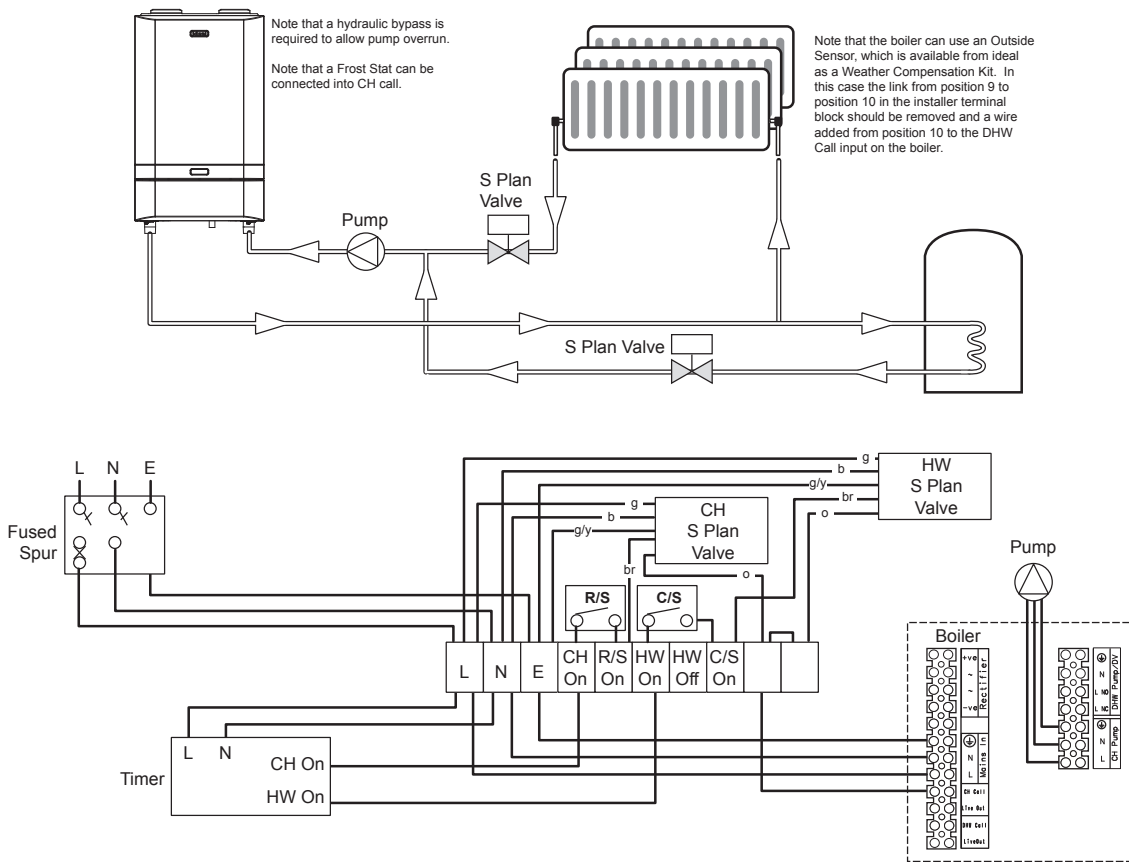 Note that a hydraulic bypass is
required to allow pump overrun.
Note that a Frost Stat can be
connected into CH call.
Note that the boiler can use an Outside
Sensor, which is available from ideal
as a Weather Compensation Kit. In
this case the link from position 9 to
position 10 in the installer terminal
block should be removed and a wire
added from position 10 to the DHW
Call input on the boiler.
S Plan
Valve
Pump
S Plan Valve
L N E
Fused
Spur
g
b
g/y
br
o
HW
S Plan
Valve
g
b
g/y
br
o
CH
S Plan
Valve
R/S
C/S
L
N
E
CH
On
R/S
On
HW
On
HW
Off
C/S
On
Timer
L N
CH On
HW On
Pump
Boiler
+ve
~
~
-ve
Rectifier
N
L
Mains In
CH Call
Live Out
DHW Call
LiveOut
N
L NO
L NC
DHW Pump/DV
N
L
CH Pump